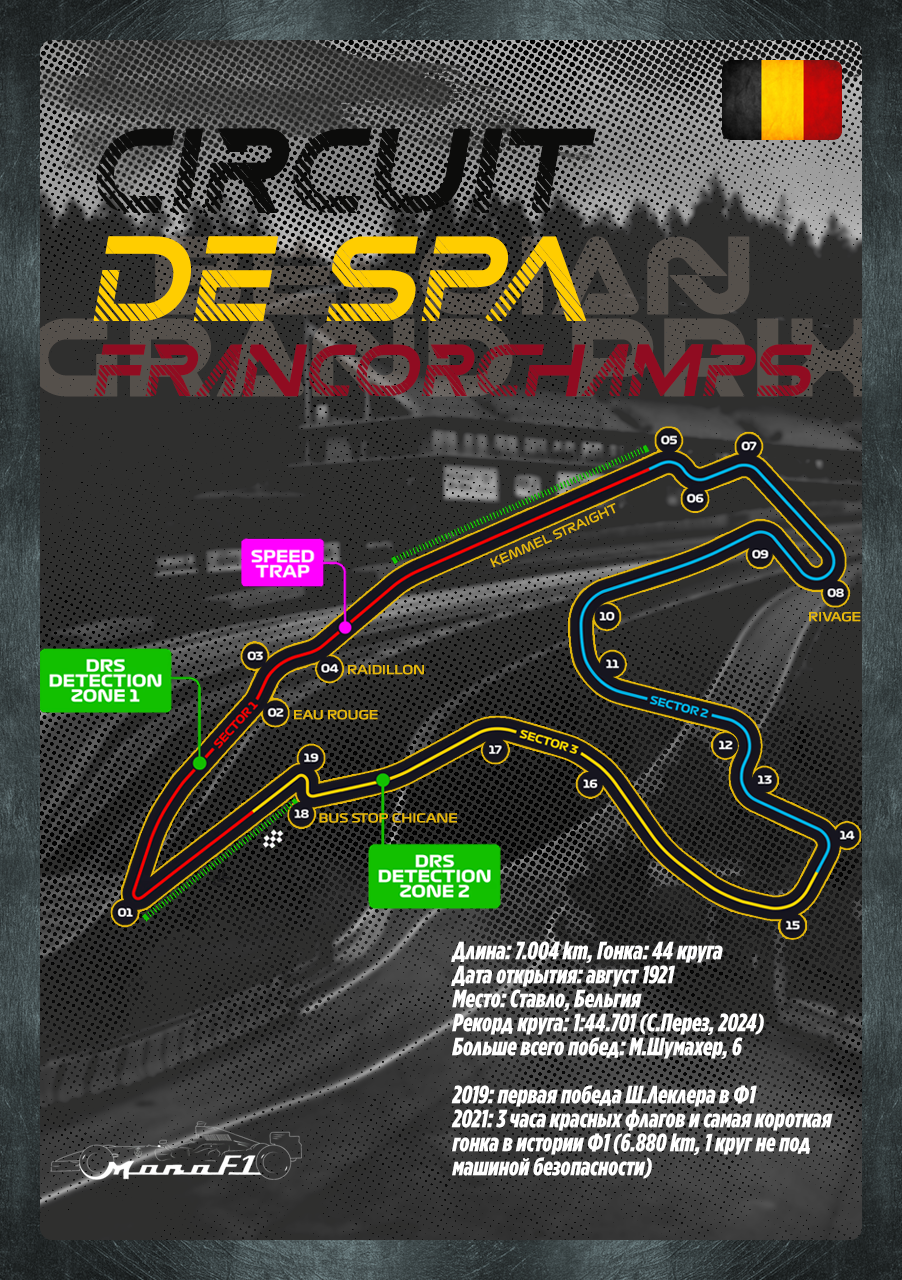 CIRCUIT
DE SPA
BELGIAN
GRAND PRIX
FRANCORCHAMPS
05
07
06
KEMMEL STRAIGHT
SPEED
TRAP
09
08
RIVAGE
10
03
04 RAIDILLON
11
DRS
DETECTION
ZONE 1
02 EAU ROUGE
SECTOR 1
SECTOR 2
SECTOR 3
17
12
19
13
16
18 BUS STOP CHICANE
14
DRS
DETECTION
ZONE 2
01
15
Длина: 7.004 km, Гонка: 44 круга
Дата открытия: август 1921
Место: Ставло, Бельгия
Рекорд круга: 1:44.701 (С.Перез, 2024)
Больше всего побед: М.Шумахер, 6
2019: первая победа Ш.Леклера в Ф1
2021: 3 часа красных флагов и самая короткая
гонка в истории Ф1 (6.880 km, 1 круг не под
машиной безопасности)
МапаF1